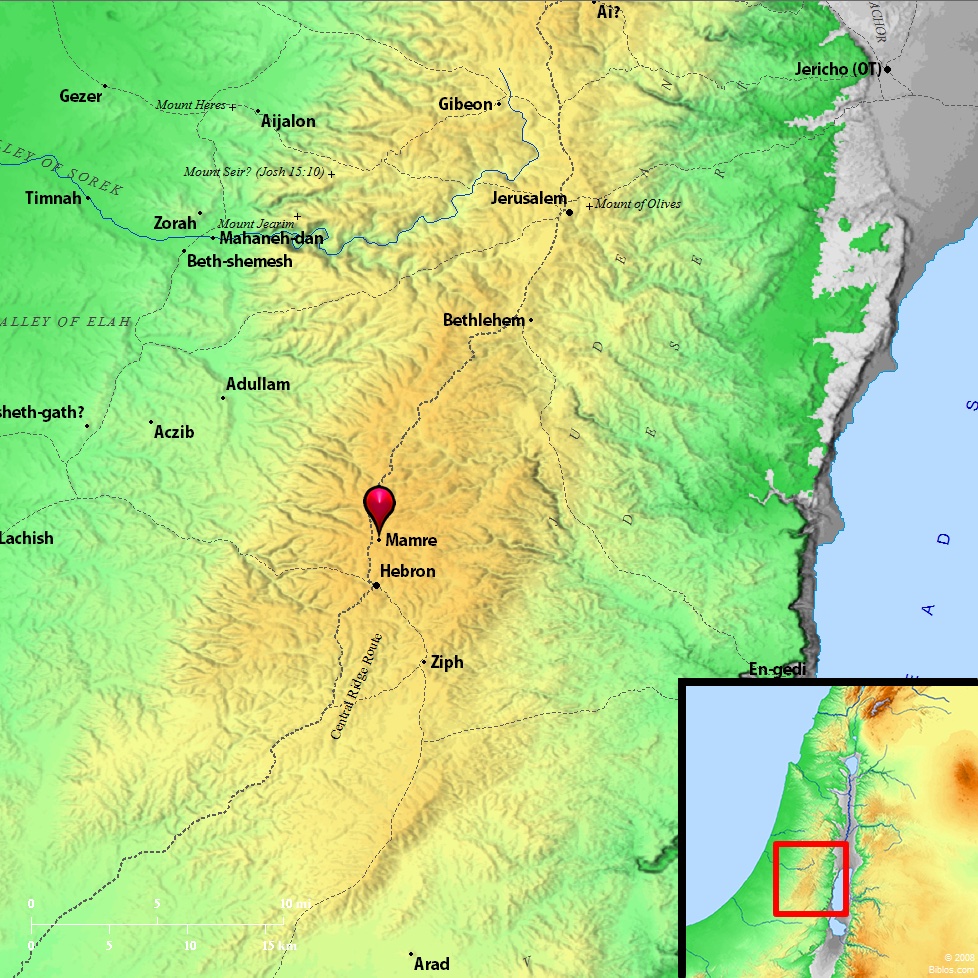 Ai?
ACHOR
Jericho (OT)
Gezer
Mount Heres
Gibeon
Aijalon
LLEY OF SOREK
Mount Seir? (Josh 15:10)
Timnah
Jerusalem
Mount of Olives
Zorah
Mount Jearim
Mahaneh-dan
Beth-shemesh
ALLEY OF ELAH
Bethlehem
JUDEAN
DESERT
Adullam
sheth-gath?
Aczib
S
D
A
E
Lachish
Mamre
Hebron
Central Ridge Route
Ziph
En-gedi
0 5 10 mi
0 5 10 15 km
Arad
© 2008
Biblos.com